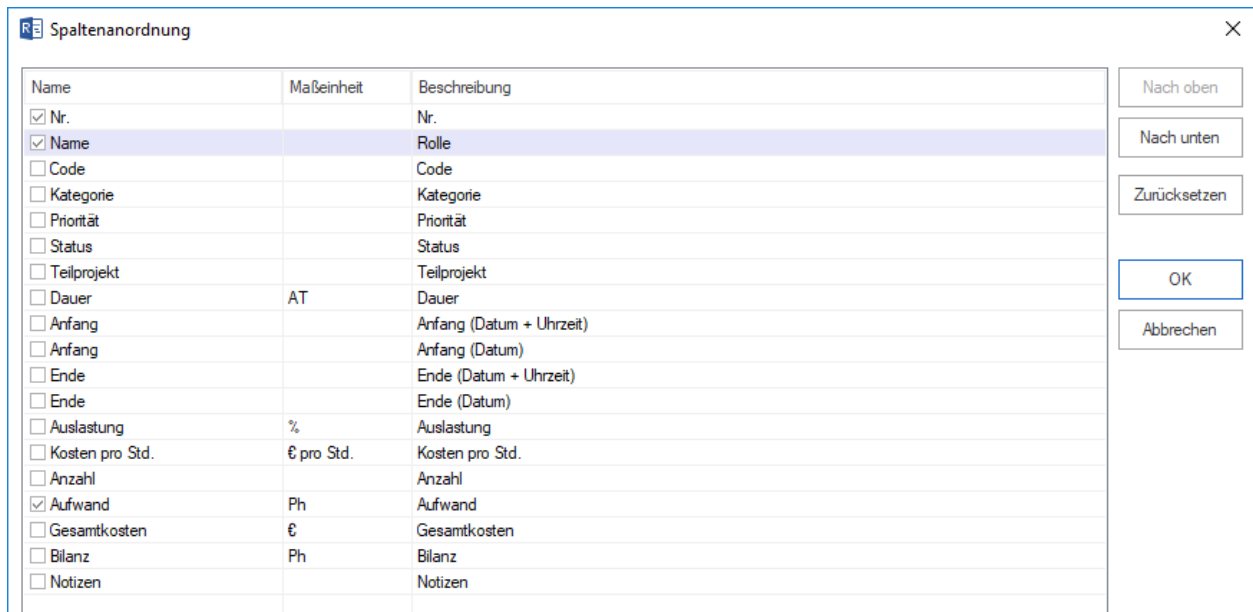 Spaltenanordnung
Name Maßeinheit Beschreibung
Nr. Nr.
Name Rolle
Code Code
Kategorie Kategorie
Priorität Priorität
Status Status
Teilprojekt Teilprojekt
Dauer AT Dauer
Anfang Anfang (Datum + Uhrzeit)
Anfang Anfang (Datum)
Ende Ende (Datum + Uhrzeit)
Ende Ende (Datum)
Auslastung % Auslastung
Kosten pro Std. € pro Std. Kosten pro Std.
Anzahl Anzahl
Aufwand Ph Aufwand
Gesamtkosten € Gesamtkosten
Bilanz Ph Bilanz
Notizen Notizen
Nach oben
Nach unten
Zurücksetzen
OK
Abbrechen